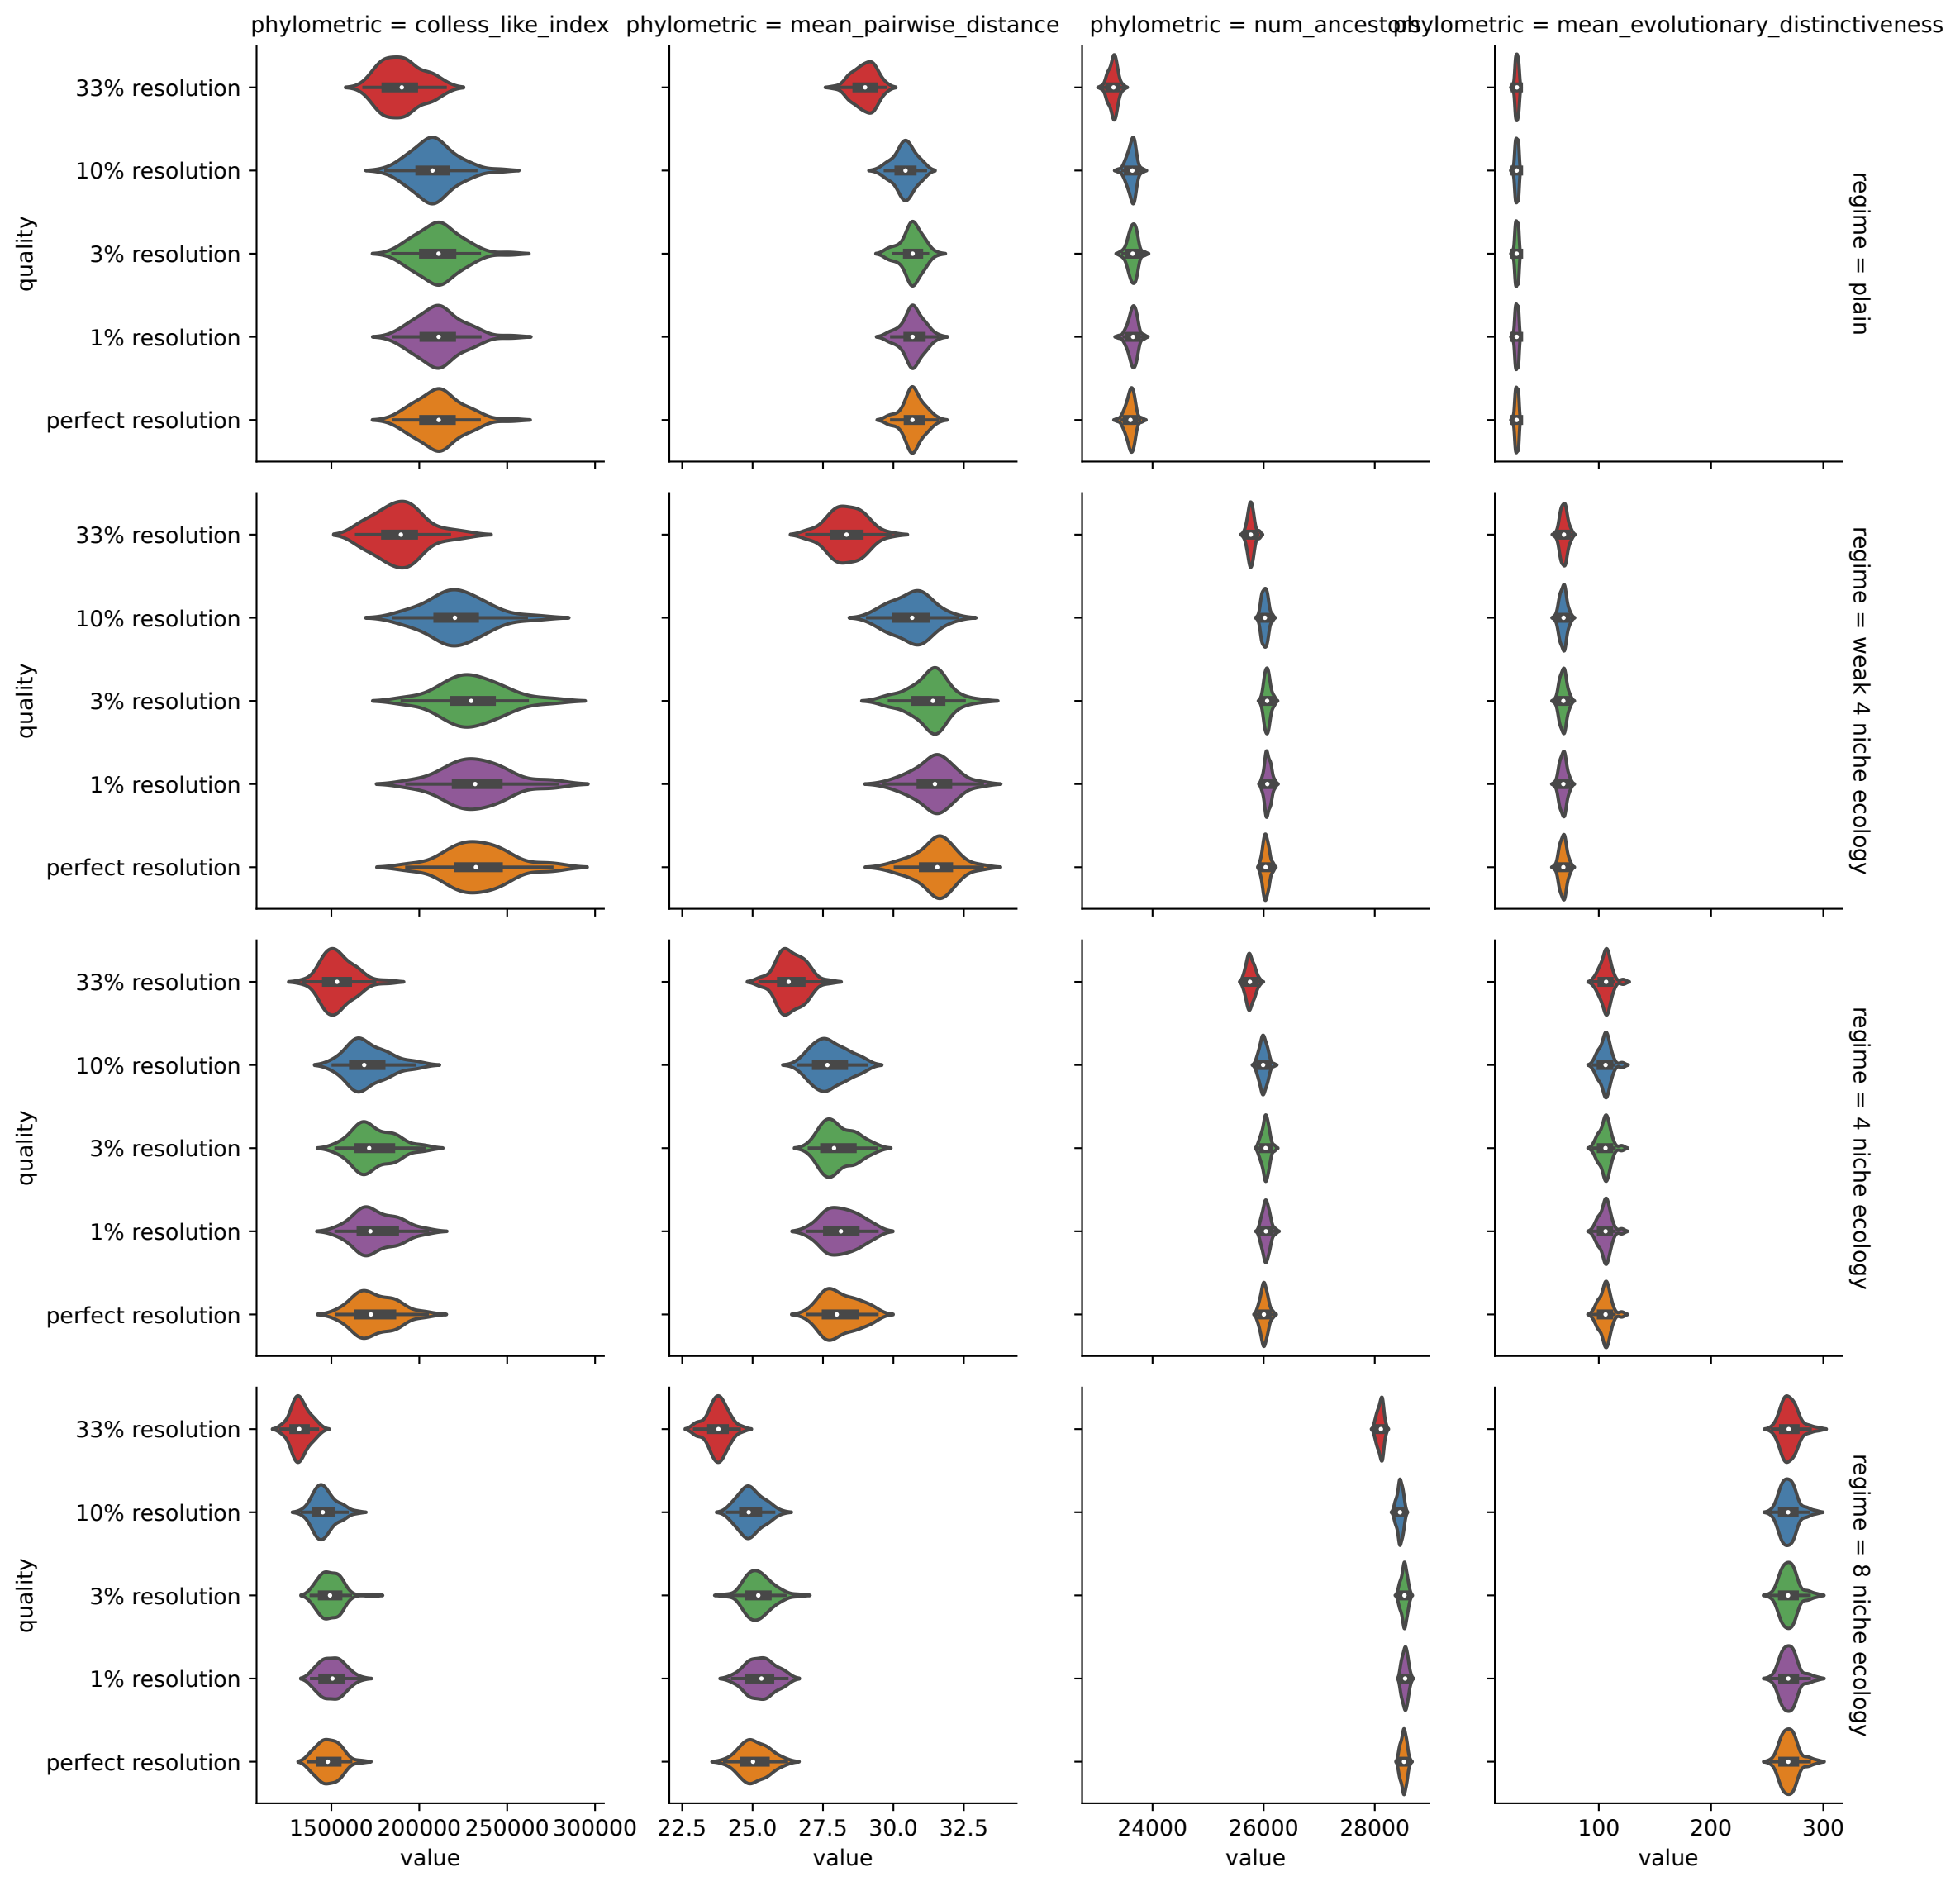 phylometric = colless_like_index
phylometric = mean_pairwise_distance
phylometric = num_ancestors
phylometric = mean_evolutionary_distinctiveness
quality
33% resolution
10% resolution
3% resolution
1% resolution
perfect resolution
regime = plain
quality
33% resolution
10% resolution
3% resolution
1% resolution
perfect resolution
regime = weak 4 niche ecology
quality
33% resolution
10% resolution
3% resolution
1% resolution
perfect resolution
regime = 4 niche ecology
quality
33% resolution
10% resolution
3% resolution
1% resolution
perfect resolution
regime = 8 niche ecology
150000 200000 250000 300000
22.5 25.0 27.5 30.0 32.5
24000 26000 28000
100 200 300
value
value
value
value